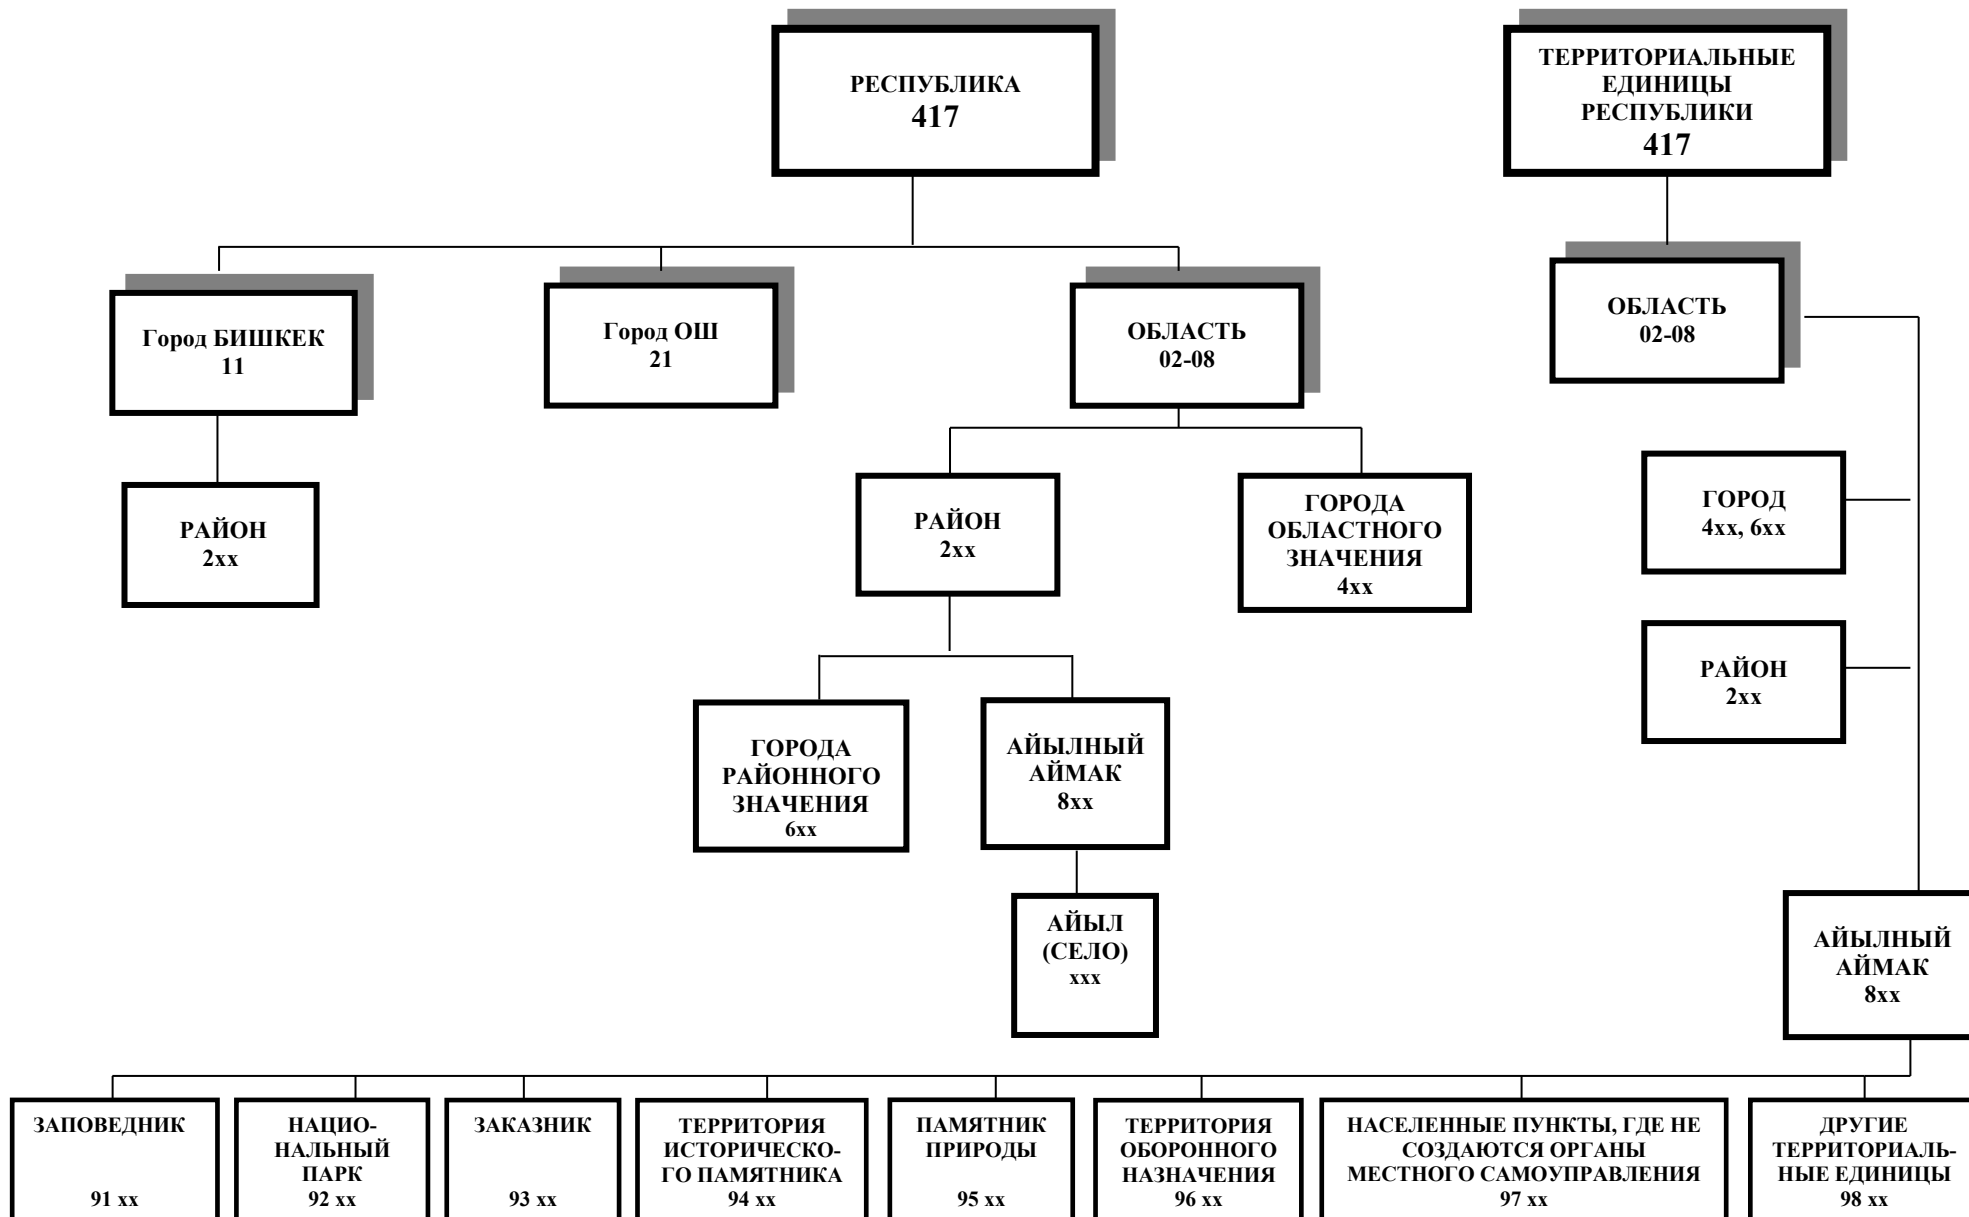 РЕСПУБЛИКА
417
ТЕРРИТОРИАЛЬНЫЕ
ЕДИНИЦЫ
РЕСПУБЛИКИ
417
Город БИШКЕК
11
Город ОШ
21
ОБЛАСТЬ
02-08
ОБЛАСТЬ
02-08
РАЙОН
2хх
РАЙОН
2хх
ГОРОДА
ОБЛАСТНОГО
ЗНАЧЕНИЯ
4хх
ГОРОД
4хх, 6хх
РАЙОН
2хх
ГОРОДА
РАЙОННОГО
ЗНАЧЕНИЯ
6хх
АЙЫЛНЫЙ
АЙМАК
8хх
АЙЫЛ
(СЕЛО)
ххх
АЙЫЛНЫЙ
АЙМАК
8хх
ЗАПОВЕДНИК
91 хх
НАЦИО-
НАЛЬНЫЙ
ПАРК
92 хх
ЗАКАЗНИК
93 хх
ТЕРРИТОРИЯ
ИСТОРИЧЕСКО-
ГО ПАМЯТНИКА
94 хх
ПАМЯТНИК
ПРИРОДЫ
95 хх
ТЕРРИТОРИЯ
ОБОРОННОГО
НАЗНАЧЕНИЯ
96 хх
НАСЕЛЕННЫЕ ПУНКТЫ, ГДЕ НЕ
СОЗДАЮТСЯ ОРГАНЫ
МЕСТНОГО САМОУПРАВЛЕНИЯ
97 хх
ДРУГИЕ
ТЕРРИТОРИАЛЬ-
НЫЕ ЕДИНИЦЫ
98 хх